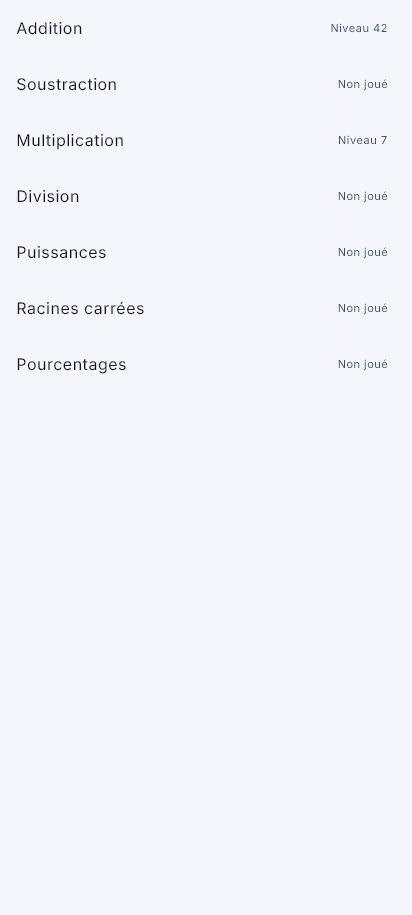 Addition Niveau 42
Soustraction Non joué
Multiplication Niveau 7
Division Non joué
Puissances Non joué
Racines carrées Non joué
Pourcentages Non joué